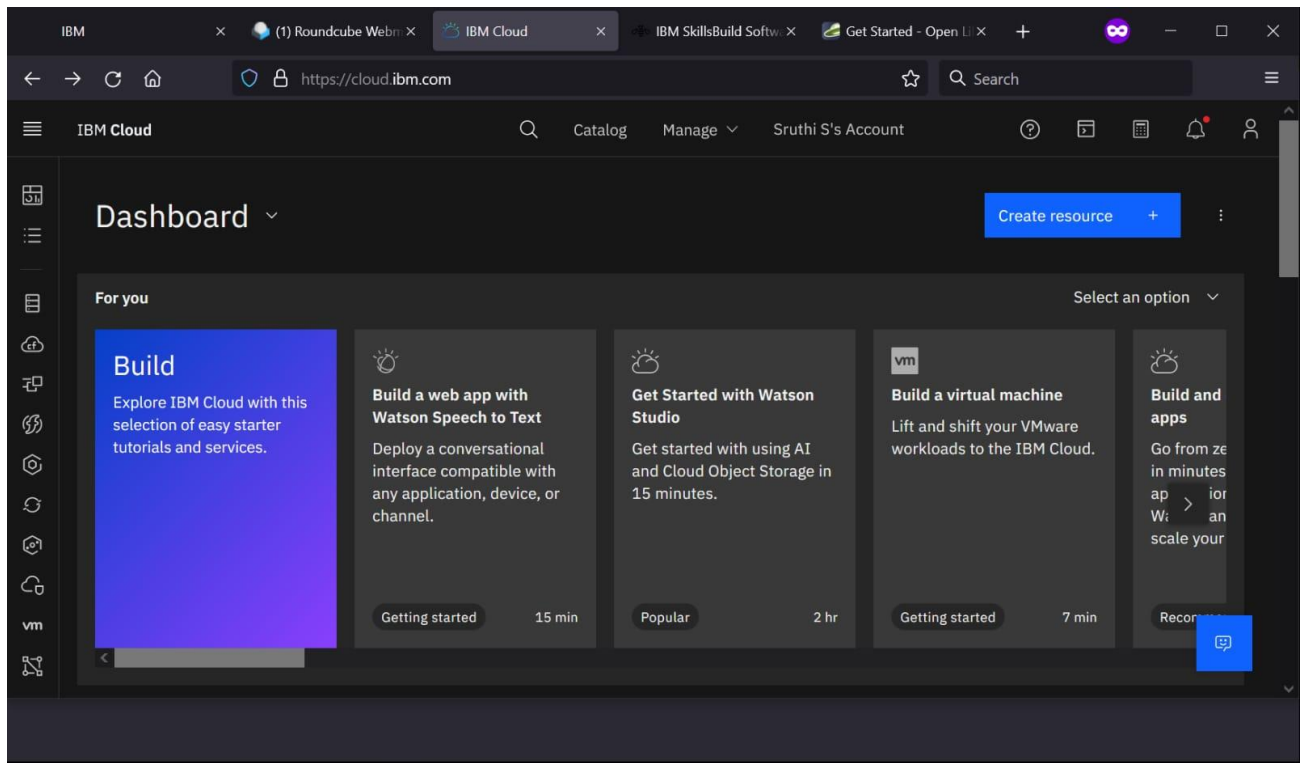 IBM
(1) Roundcube Webm
IBM Cloud
IBM SkillsBuild Softw
Get Started - Open Li
https://cloud.ibm.com
Search
IBM Cloud
Catalog
Manage
Sruthi S's Account
Dashboard
Create resource +
For you
Select an option
Build
Explore IBM Cloud with this
selection of easy starter
tutorials and services.
Build a web app with
Watson Speech to Text
Deploy a conversational
interface compatible with
any application, device, or
channel.
Getting started
15 min
Get Started with Watson
Studio
Get started with using AI
and Cloud Object Storage in
15 minutes.
Popular
2 hr
vm
Build a virtual machine
Lift and shift your VMware
workloads to the IBM Cloud.
Getting started
7 min
Build and
apps
Go from ze
in minutes
scale your
vm